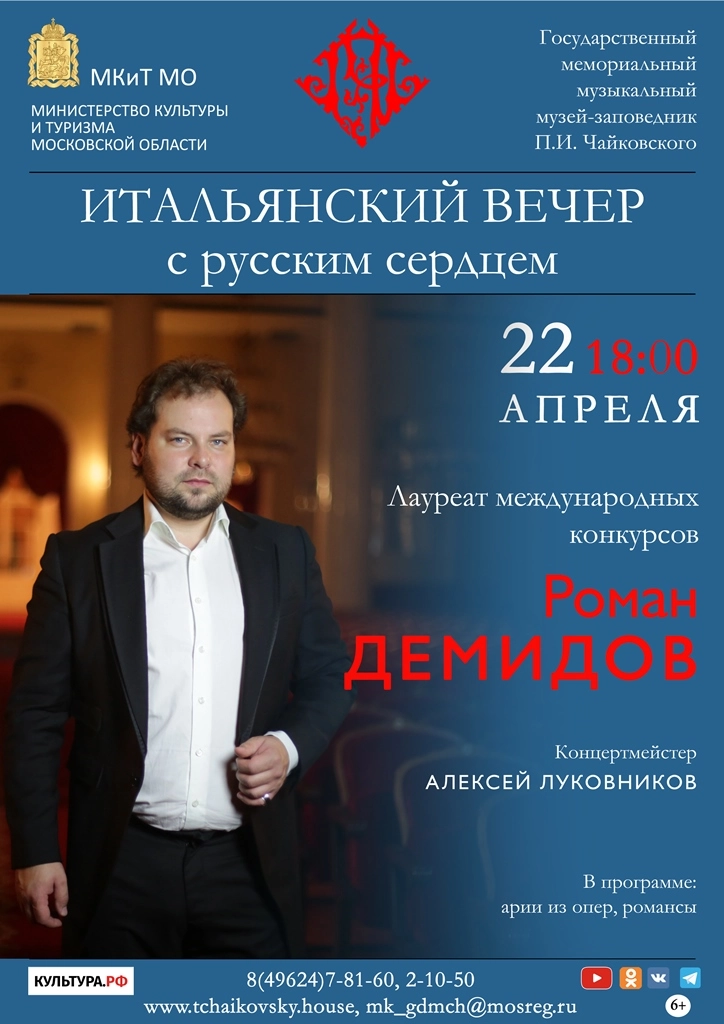 МКиТ МО
МИНИСТЕРСТВО КУЛЬТУРЫ
И ТУРИЗМА
МОСКОВСКОЙ ОБЛАСТИ
Государственный
мемориальный
музыкальный
музей-заповедник
П.И. Чайковского
ИТАЛЬЯНСКИЙ ВЕЧЕР
с русским сердцем
22 18:00
АПРЕЛЯ
Лауреат международных
конкурсов
Роман
ДЕМИДОВ
Концертмейстер
АЛЕКСЕЙ ЛУКОВНИКОВ
В программе:
арии из опер, романсы
КУЛЬТУРА.РФ
8(49624)7-81-60, 2-10-50
www.tchaikovsky.house, mk_gdmch@mosreg.ru
6+